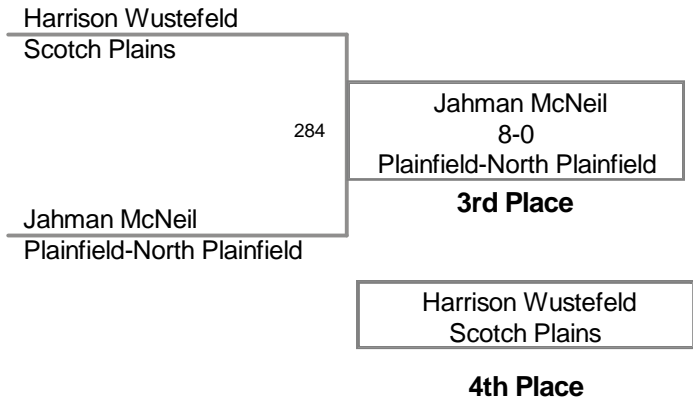 Harrison Wustefeld
Scotch Plains
284
Jahman McNeil
8-0
Plainfield-North Plainfield
3rd Place
Jahman McNeil
Plainfield-North Plainfield
Harrison Wustefeld
Scotch Plains
4th Place